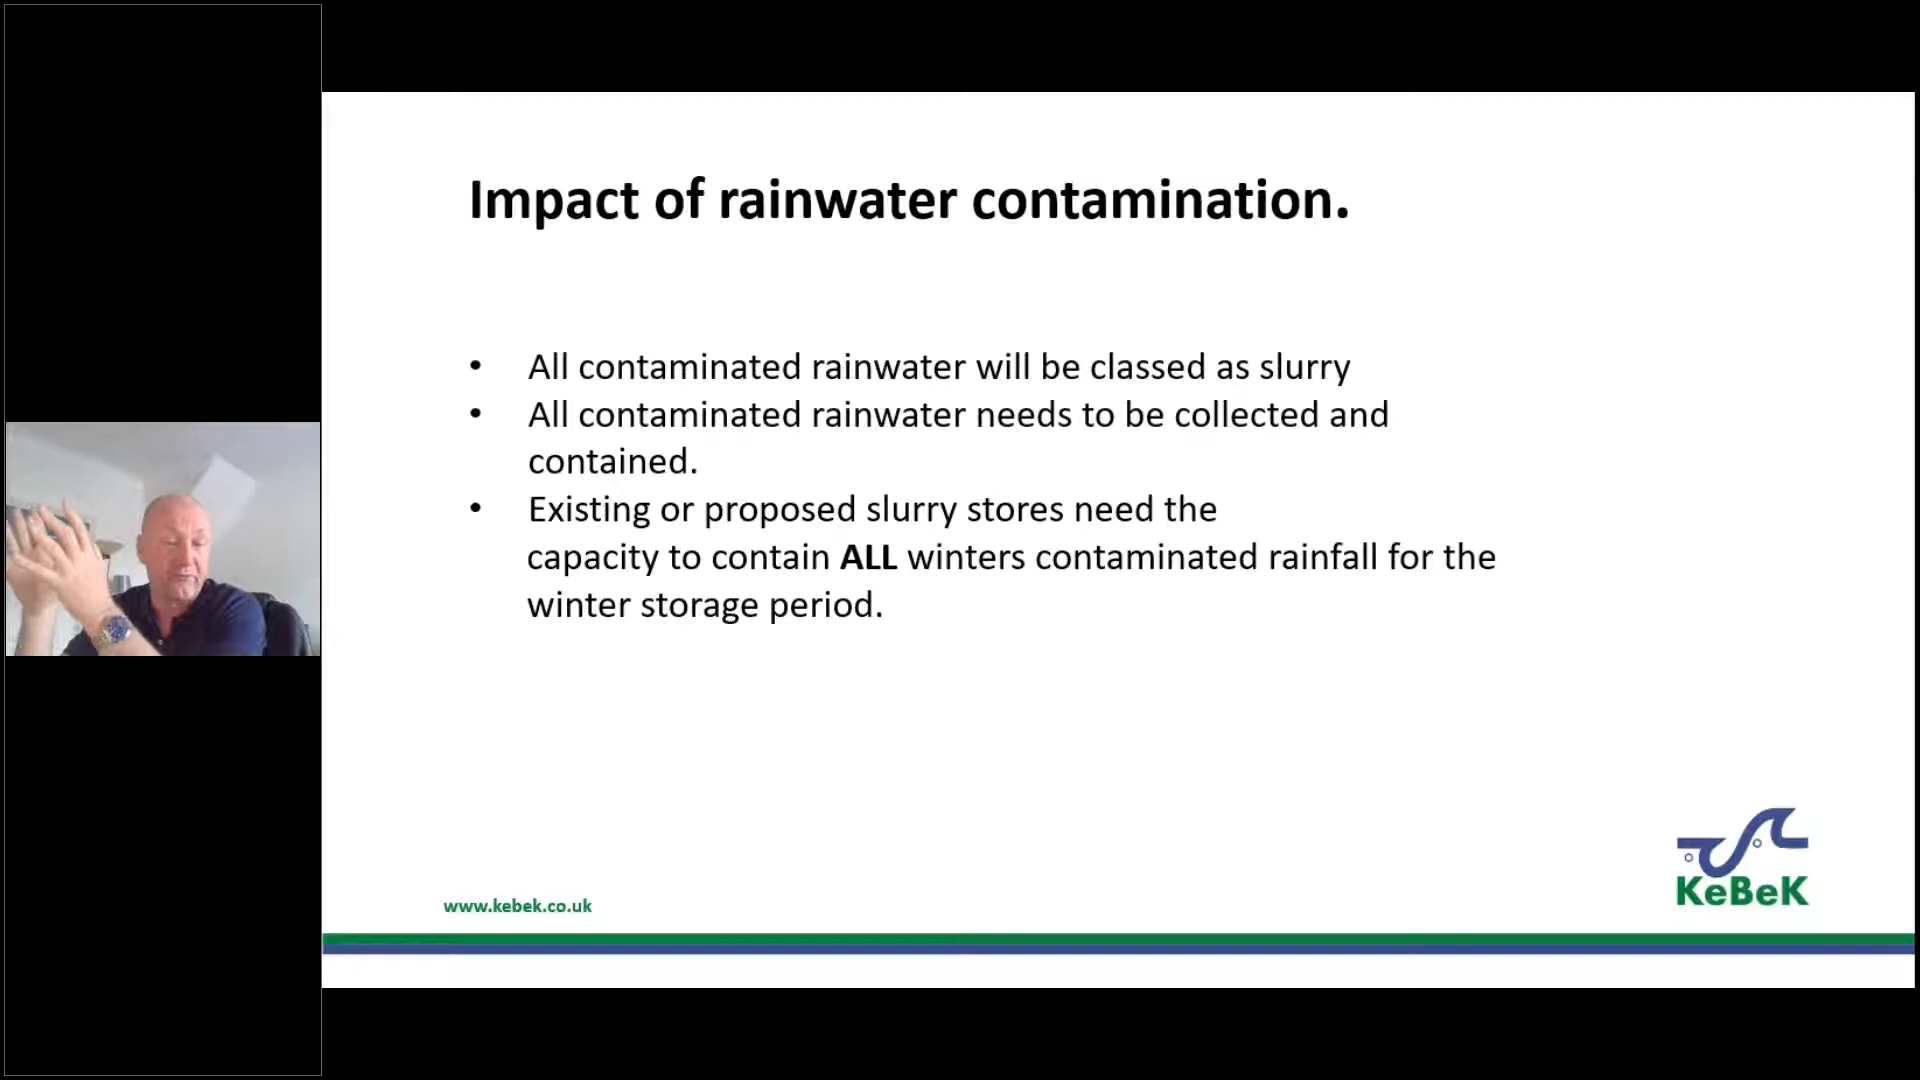 Impact of rainwater contamination.
• All contaminated rainwater will be classed as slurry
• All contaminated rainwater needs to be collected and
contained.
• Existing or proposed slurry stores need the
capacity to contain ALL winters contaminated rainfall for the
winter storage period.
www.kebek.co.uk
KeBeK